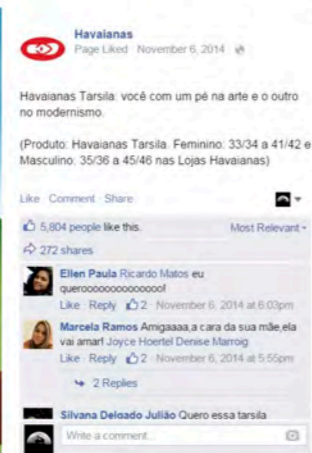 Havaianas
Page Liked · November 6, 2014 ·
Havaianas Tarsila: você com um pé na arte e o outro
no modernismo.
(Produto: Havaianas Tarsila. Feminino: 33/34 a 41/42 e
Masculino: 35/36 a 45/46 nas Lojas Havaianas)
Like · Comment · Share
5,804 people like this.
Most Relevant
272 shares
Ellen Paula Ricardo Matos eu
querooooooooooooo!
Like · Reply · 2 · November 6, 2014 at 6:03pm
Marcela Ramos Amigaaaa,a cara da sua mãe,ela
vai amar! Joyce Hoertel Denise Marroig
Like · Reply · 2 · November 6, 2014 at 5:55pm
2 Replies
Silvana Delgado Julião Quero essa tarsila
Write a comment...